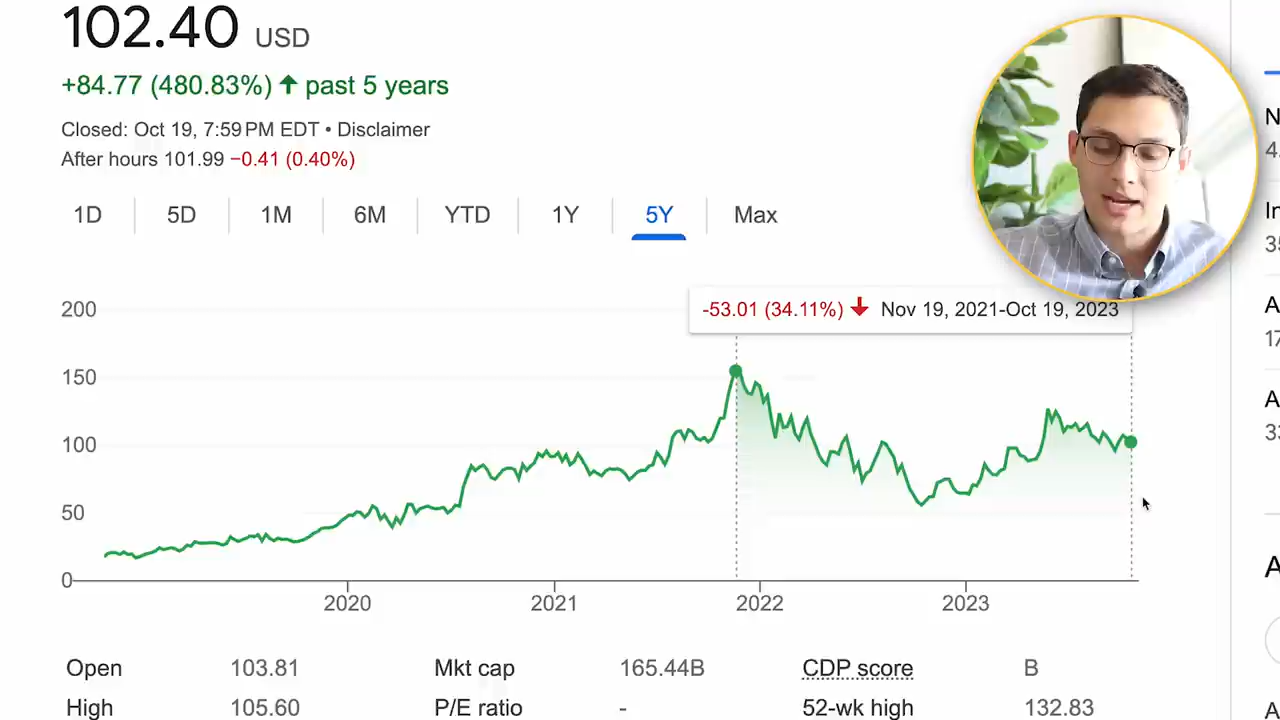 102.40 USD
+84.77 (480.83%) ↑ past 5 years
Closed: Oct 19, 7:59 PM EDT • Disclaimer
After hours 101.99 −0.41 (0.40%)
1D 5D 1M 6M YTD 1Y 5Y Max
-53.01 (34.11%) ↓ Nov 19, 2021-Oct 19, 2023
200
150
100
50
0
2020 2021 2022 2023
Open 103.81 Mkt cap 165.44B CDP score B
High 105.60 P/E ratio - 52-wk high 132.83